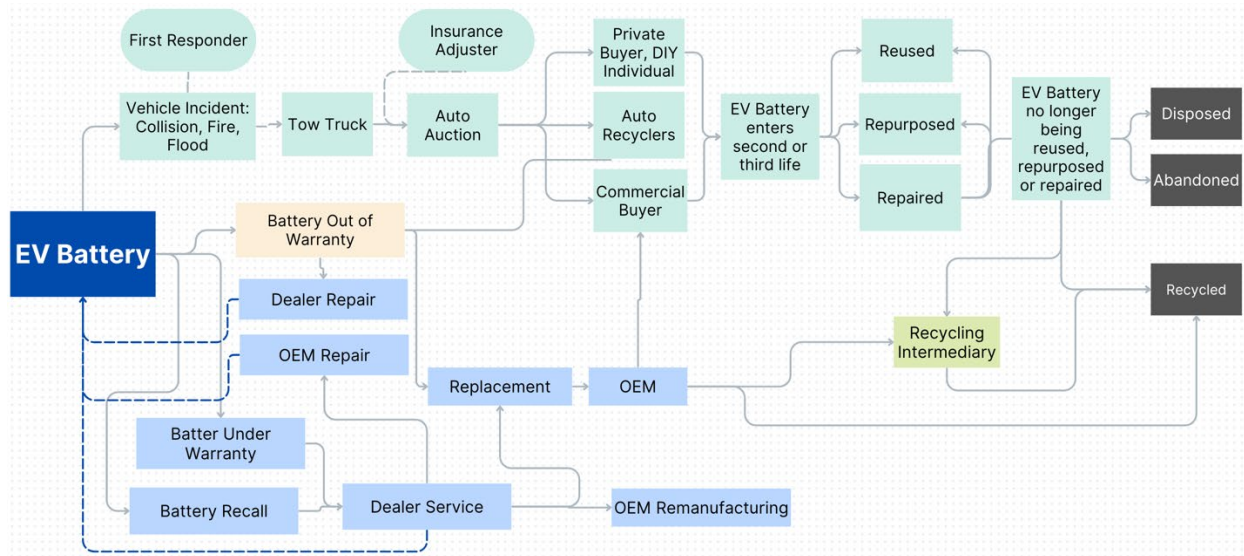 First Responder
Insurance
Adjuster
Private
Buyer, DIY
Individual
Reused
Vehicle Incident:
Collision, Fire,
Flood
Tow Truck
Auto
Auction
Auto
Recyclers
EV Battery
enters
second or
third life
Repurposed
EV Battery
no longer
being
reused,
repurposed
or repaired
Disposed
Abandoned
Commercial
Buyer
Repaired
EV Battery
Battery Out of
Warranty
Dealer Repair
Recycled
OEM Repair
Recycling
Intermediary
Replacement
OEM
Batter Under
Warranty
Battery Recall
Dealer Service
OEM Remanufacturing